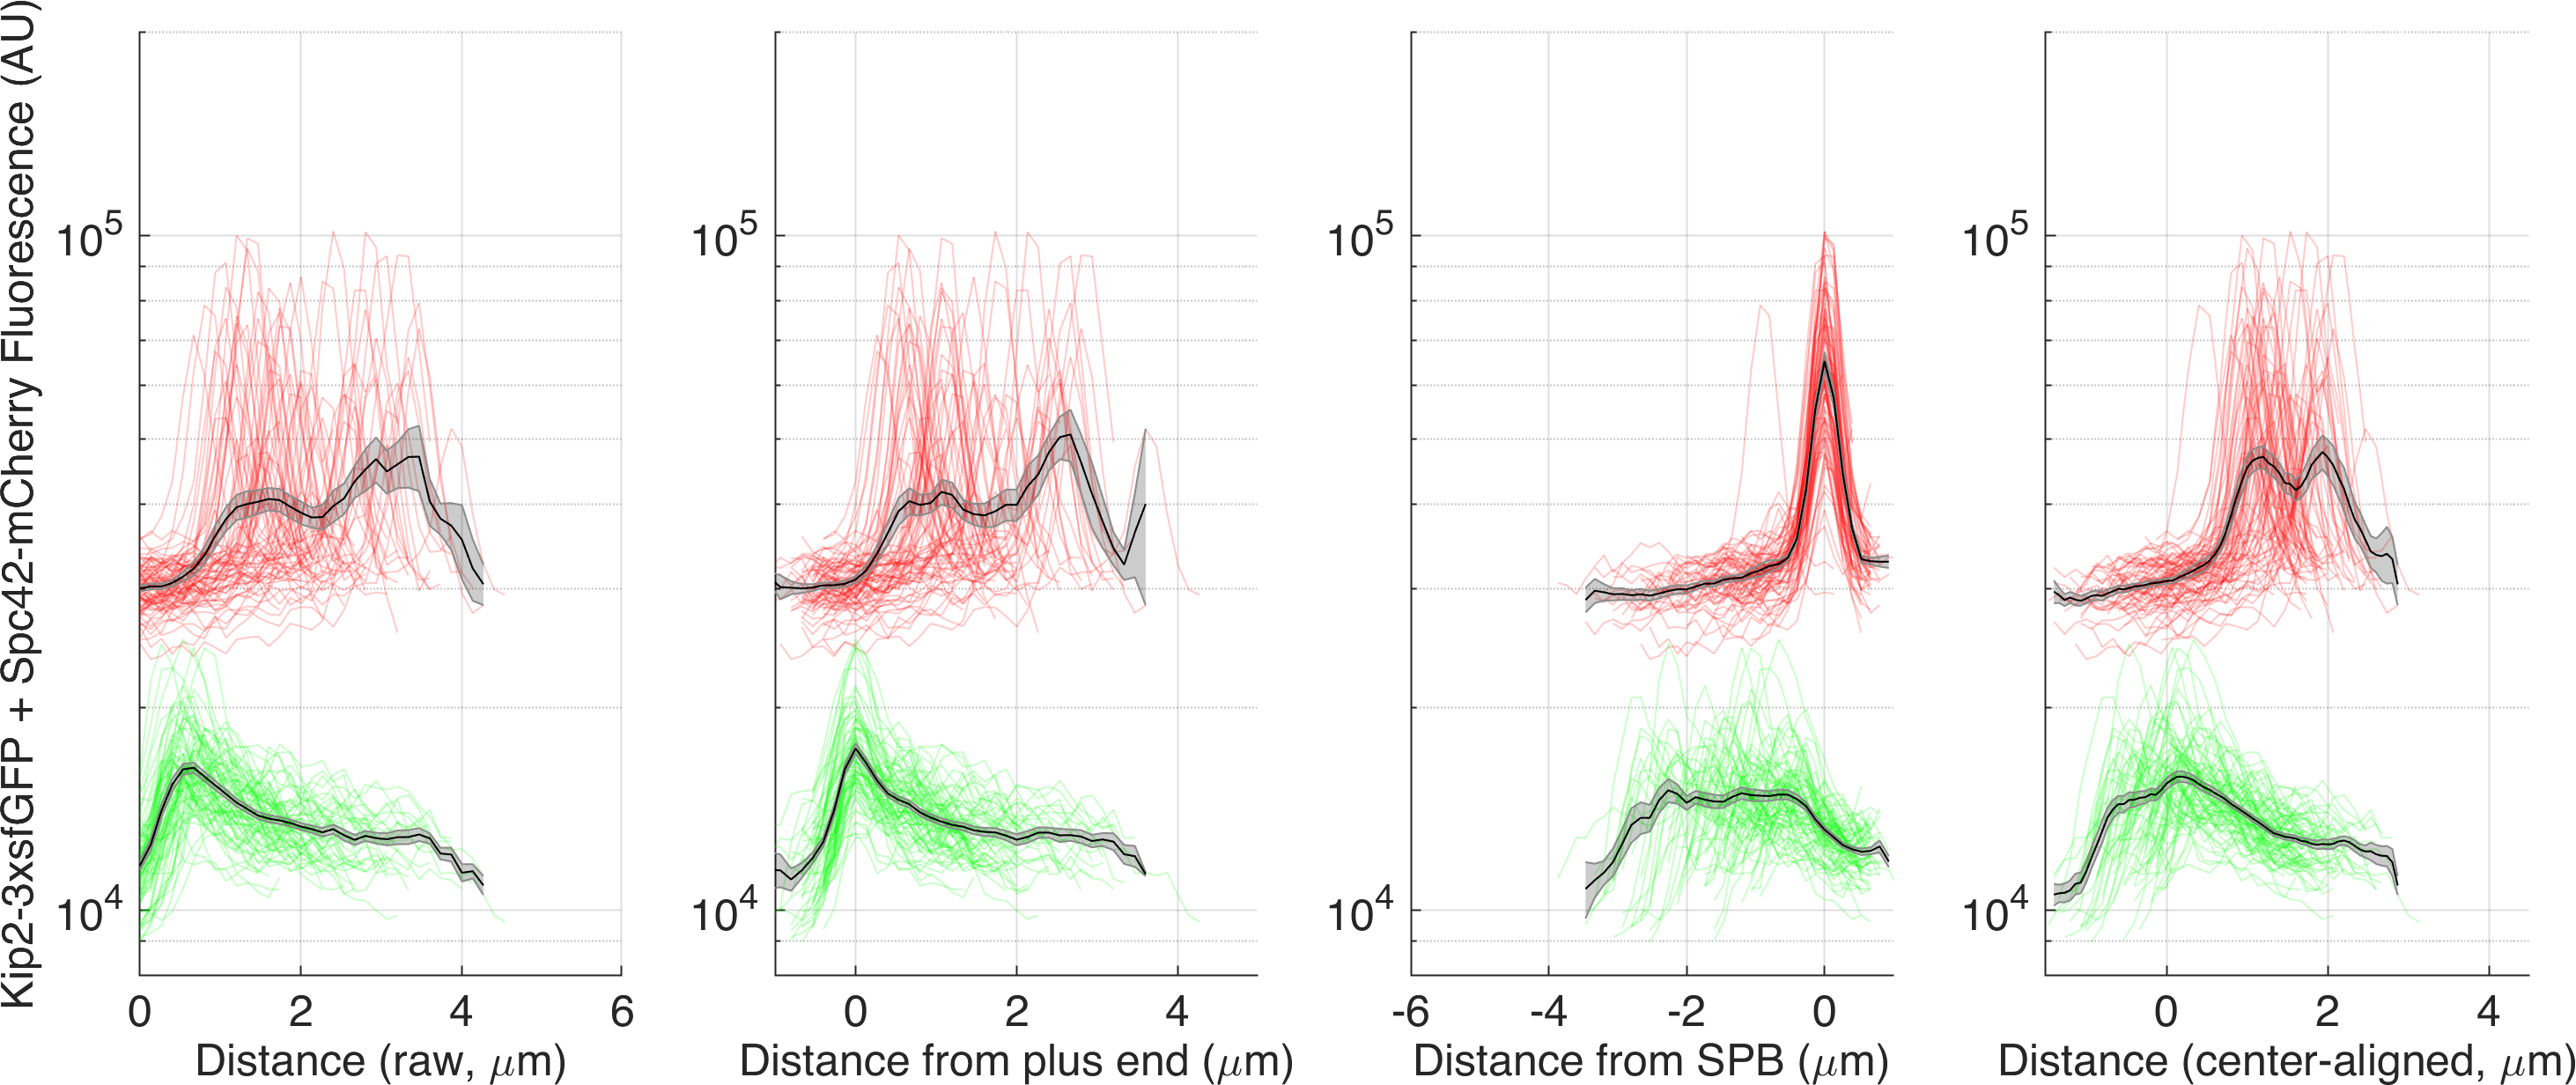 Kip2-3xsfGFP + Spc42-mCherry Fluorescence (AU)
10^5
10^4
0 2 4 6
Distance (raw, μm)
10^5
10^4
0 2 4
Distance from plus end (μm)
10^5
10^4
-6 -4 -2 0
Distance from SPB (μm)
10^5
10^4
0 2 4
Distance (center-aligned, μm)